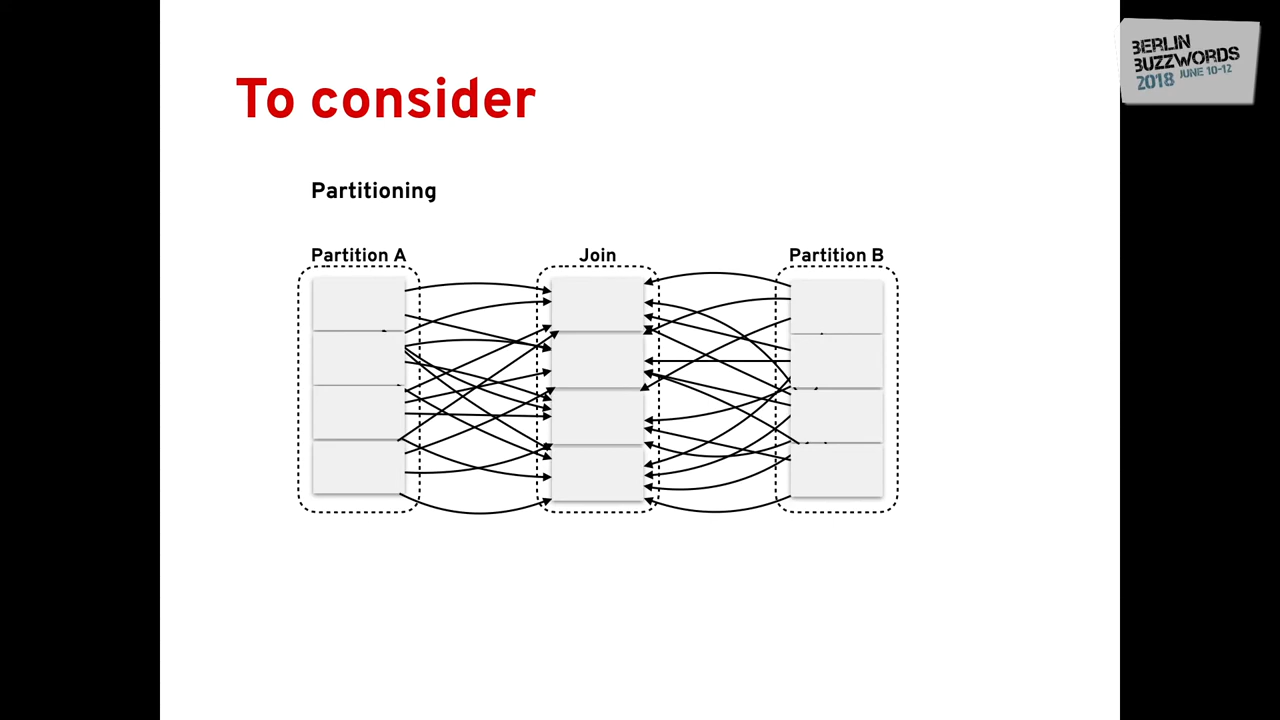 To consider
Partitioning
Partition A
Join
Partition B
BERLIN
BUZZWORDS
2018 JUNE 10-12